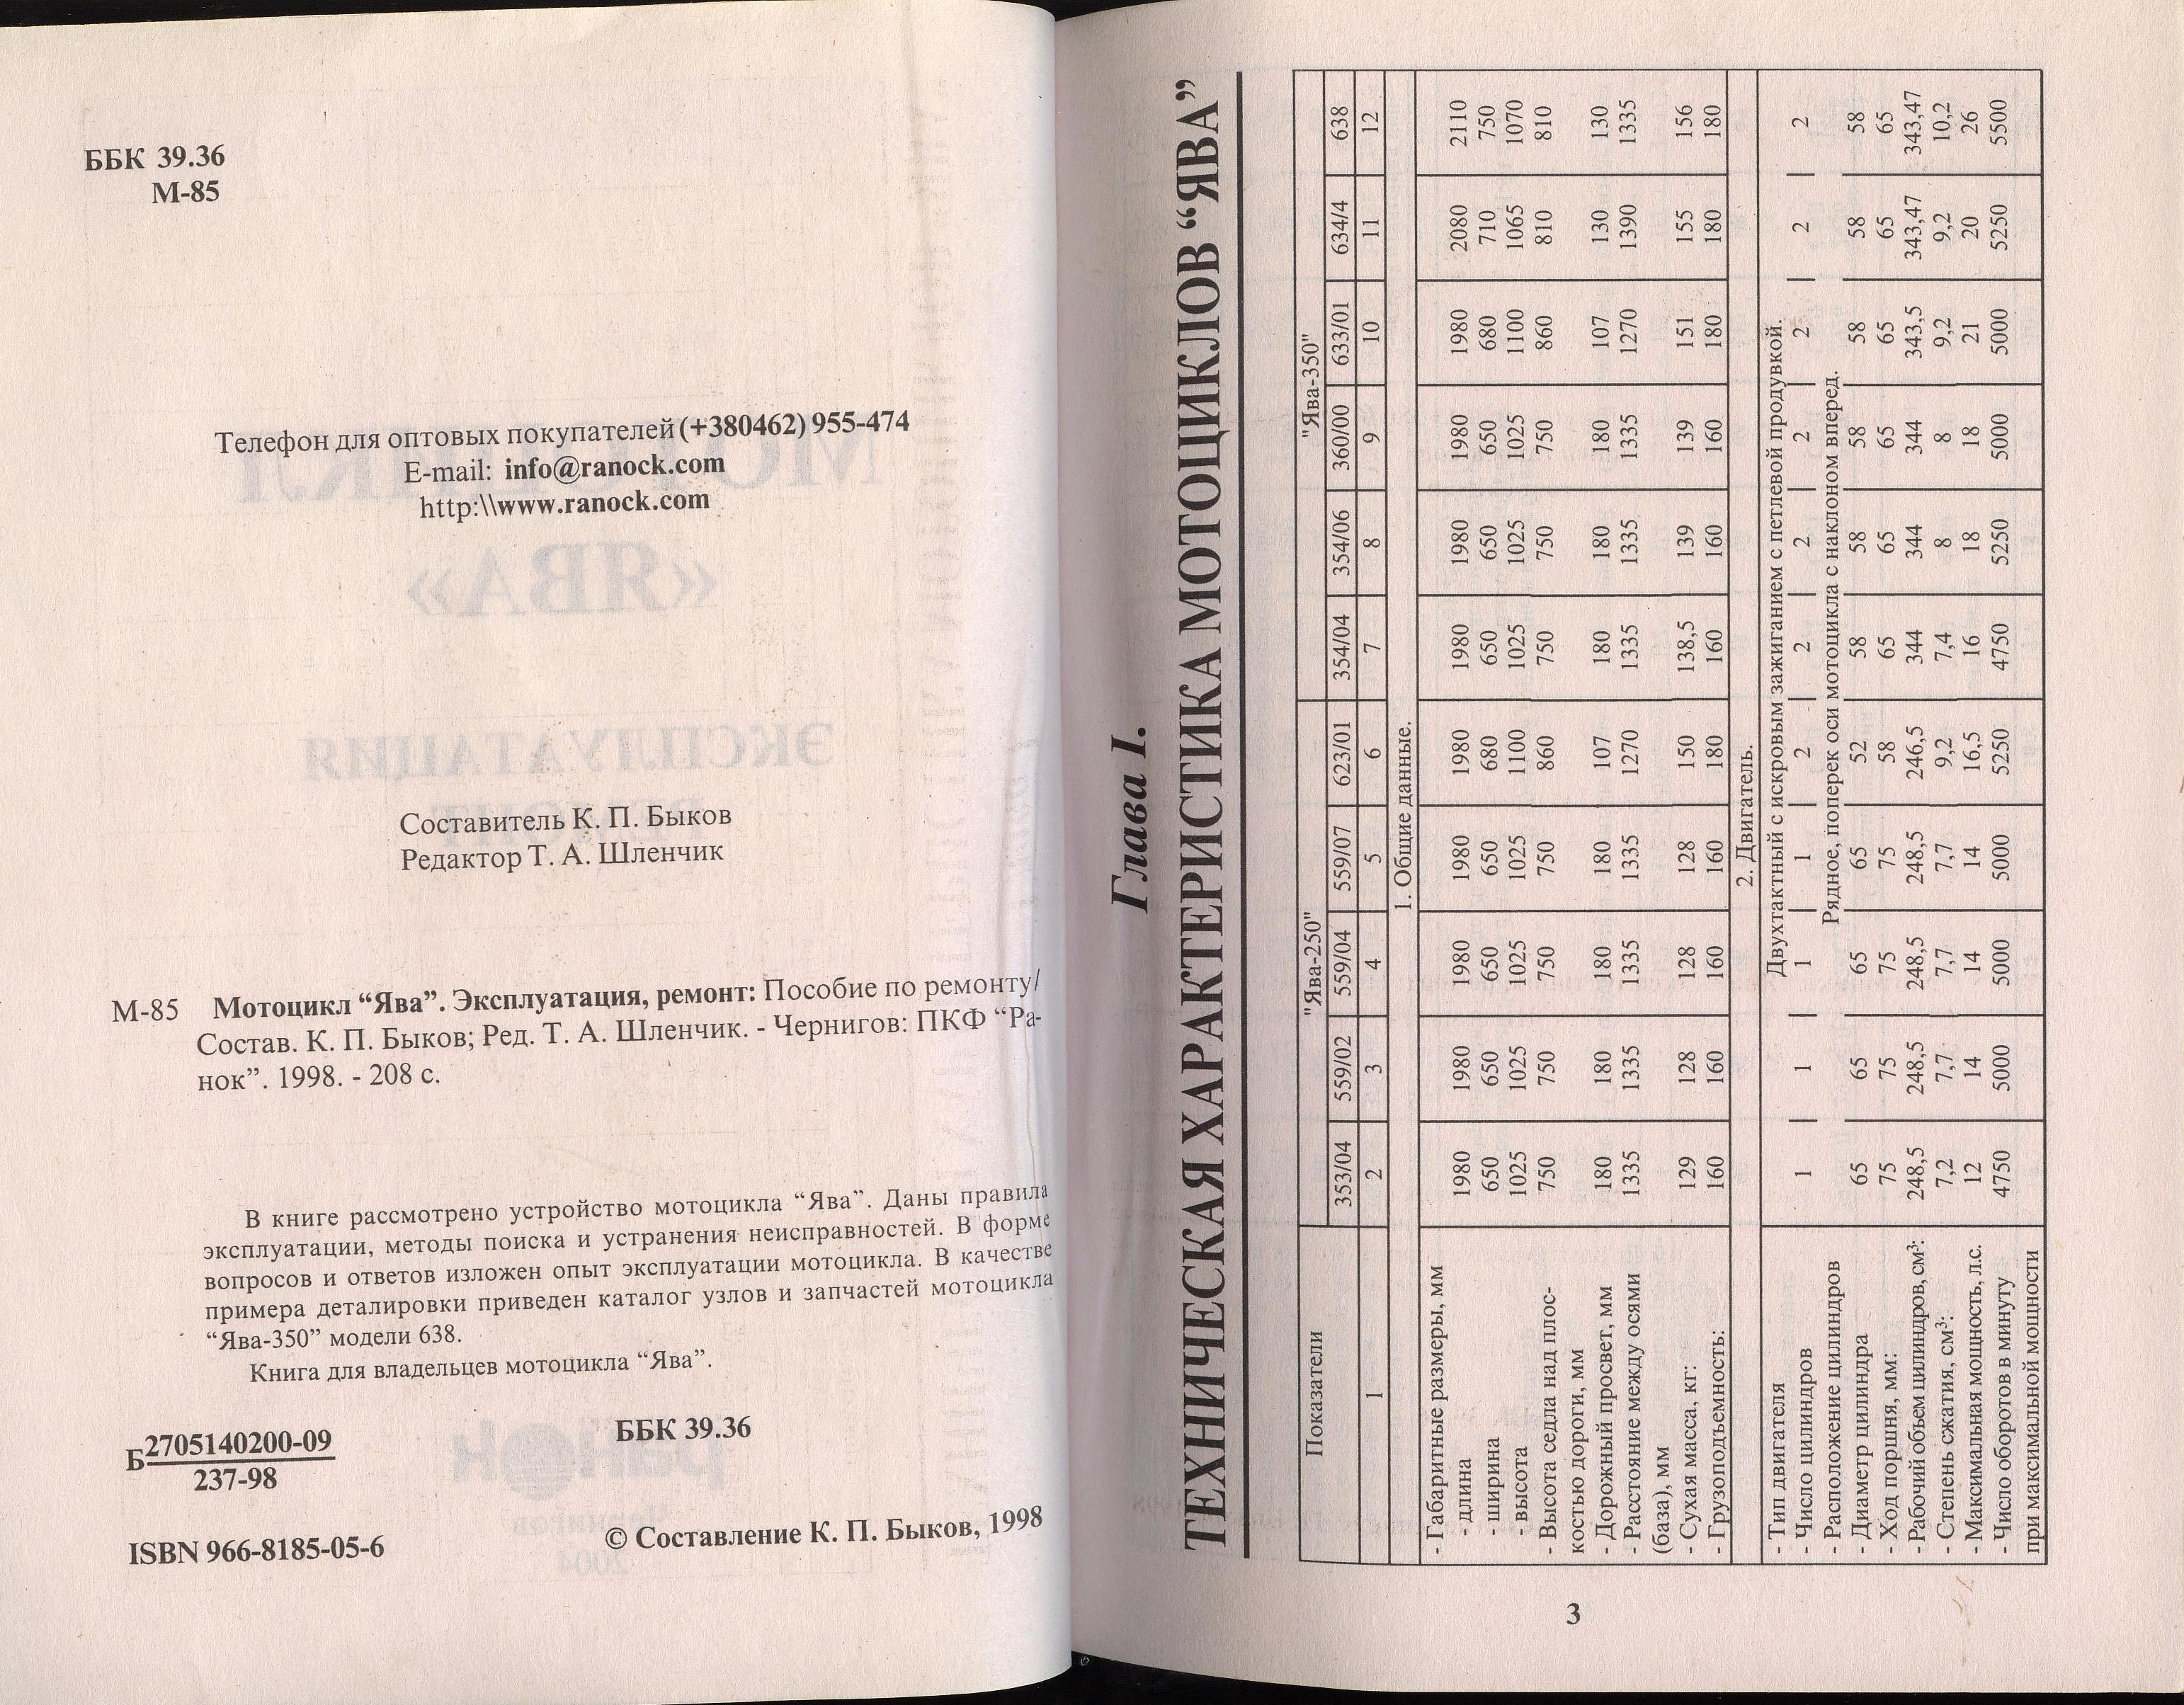 ББК 39.36
М-85
Телефон для оптовых покупателей (+380462) 955-474
E-mail: info@ranock.com
http:\\www.ranock.com
Составитель К. П. Быков
Редактор Т. А. Шленчик
М-85 Мотоцикл “Ява”. Эксплуатация, ремонт: Пособие по ремонту/
Состав. К. П. Быков; Ред. Т. А. Шленчик. - Чернигов: ПКФ “Ра-
нок”. 1998. - 208 с.
В книге рассмотрено устройство мотоцикла “Ява”. Даны правила
эксплуатации, методы поиска и устранения неисправностей. В форме
вопросов и ответов изложен опыт эксплуатации мотоцикла. В качестве
примера деталировки приведен каталог узлов и запчастей мотоцикла
“Ява-350” модели 638.
Книга для владельцев мотоцикла “Ява”.
Б 2705140200-09
237-98
ББК 39.36
ISBN 966-8185-05-6
© Составление К. П. Быков, 1998
Глава I.
ТЕХНИЧЕСКАЯ ХАРАКТЕРИСТИКА МОТОЦИКЛОВ “ЯВА”
Показатели "Ява-250" "Ява-350"
353/04 559/02 559/04 559/07 623/01 354/04 354/06 360/00 633/01 634/4 638
1 2 3 4 5 6 7 8 9 10 11 12
1. Общие данные.
- Габаритные размеры, мм
- длина 1980 1980 1980 1980 1980 1980 1980 1980 1980 2080 2110
- ширина 650 650 650 650 680 650 650 650 680 710 750
- высота 1025 1025 1025 1025 1100 1025 1025 1025 1100 1065 1070
- Высота седла над плос- 750 750 750 750 860 750 750 750 860 810 810
костью дороги, мм
- Дорожный просвет, мм 180 180 180 180 107 180 180 180 107 130 130
- Расстояние между осями 1335 1335 1335 1335 1270 1335 1335 1335 1270 1390 1335
(база), мм
- Сухая масса, кг: 129 128 128 128 150 138,5 139 139 151 155 156
- Грузоподъемность: 160 160 160 160 180 160 160 160 180 180 180
2. Двигатель.
- Тип двигателя Двухтактный с искровым зажиганием с петлевой продувкой.
- Число цилиндров 1 1 1 1 2 2 2 2 2 2 2
- Расположение цилиндров Рядное, поперек оси мотоцикла с наклоном вперед.
- Диаметр цилиндра 65 65 65 65 52 58 58 58 58 58 58
- Ход поршня, мм: 75 75 75 75 58 65 65 65 65 65 65
- Рабочий объем цилиндров, см³: 248,5 248,5 248,5 248,5 246,5 344 344 344 343,5 343,47 343,47
- Степень сжатия, см³: 7,2 7,7 7,7 7,7 9,2 7,4 8 8 9,2 9,2 10,2
- Максимальная мощность, л.с. 12 14 14 14 16,5 16 18 18 21 20 26
- Число оборотов в минуту 4750 5000 5000 5000 5250 4750 5250 5000 5000 5250 5500
при максимальной мощности
3